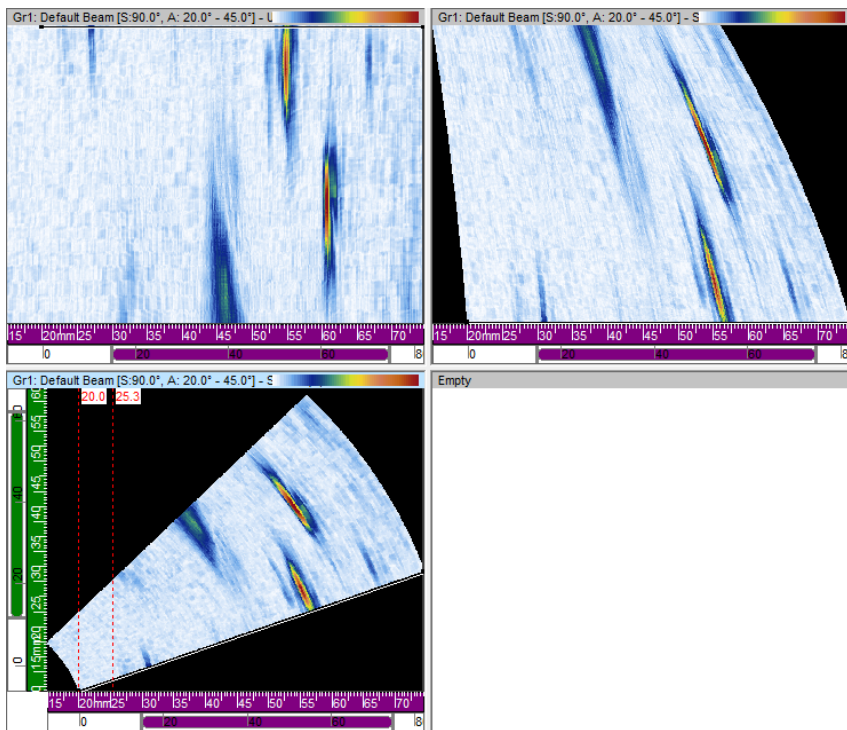 Gr1: Default Beam [S:90.0°, A: 20.0° - 45.0°] - U
15 20mm 25 30 35 40 45 50 55 60 65 70
0 20 40 60 8
Gr1: Default Beam [S:90.0°, A: 20.0° - 45.0°] - S
15 20mm 25 30 35 40 45 50 55 60 65 70
0 20 40 60 8
Gr1: Default Beam [S:90.0°, A: 20.0° - 45.0°] - S
20.0 25.3
60 55 50 45 40 35 30 25 20 15mm
40 20 0
15 20mm 25 30 35 40 45 50 55 60 65 70
0 20 40 60 8
Empty